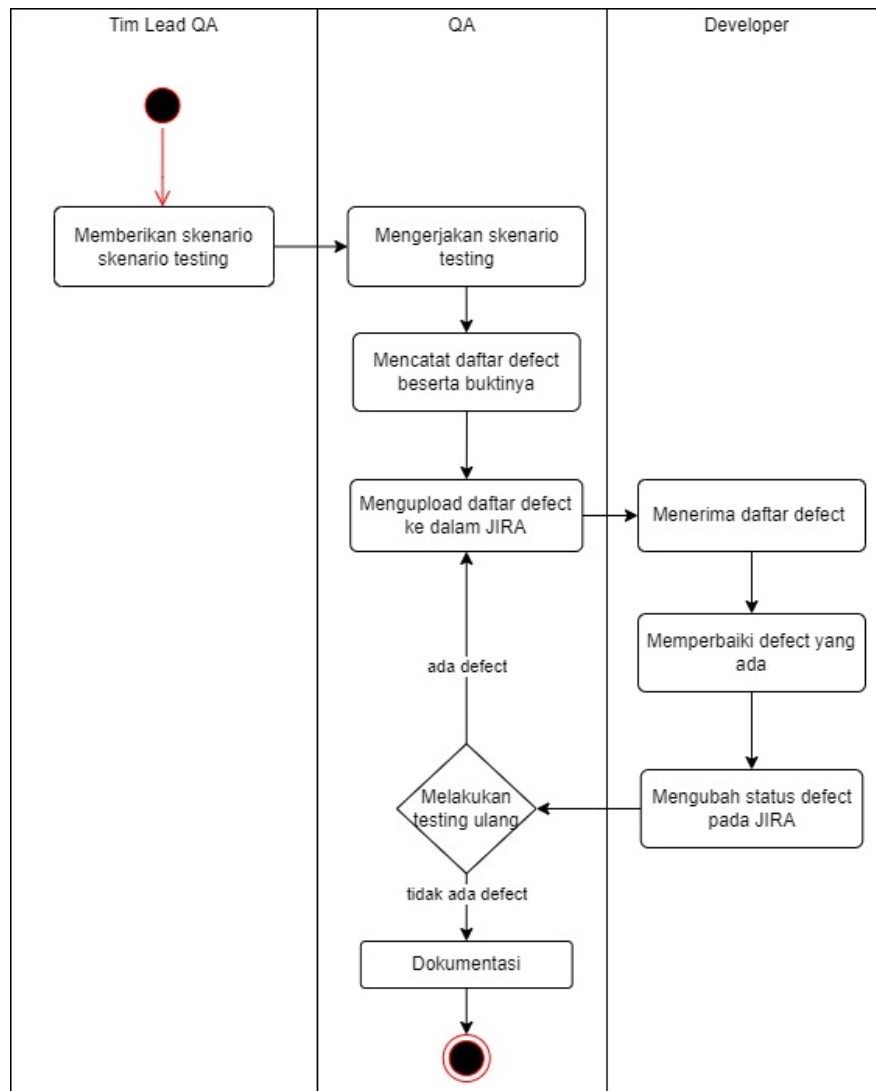 Tim Lead QA
QA
Developer
Memberikan skenario
skenario testing
Mengerjakan skenario
testing
Mencatat daftar defect
beserta buktinya
Mengupload daftar defect
ke dalam JIRA
Menerima daftar defect
Memperbaiki defect yang
ada
ada defect
Melakukan
testing ulang
Mengubah status defect
pada JIRA
tidak ada defect
Dokumentasi